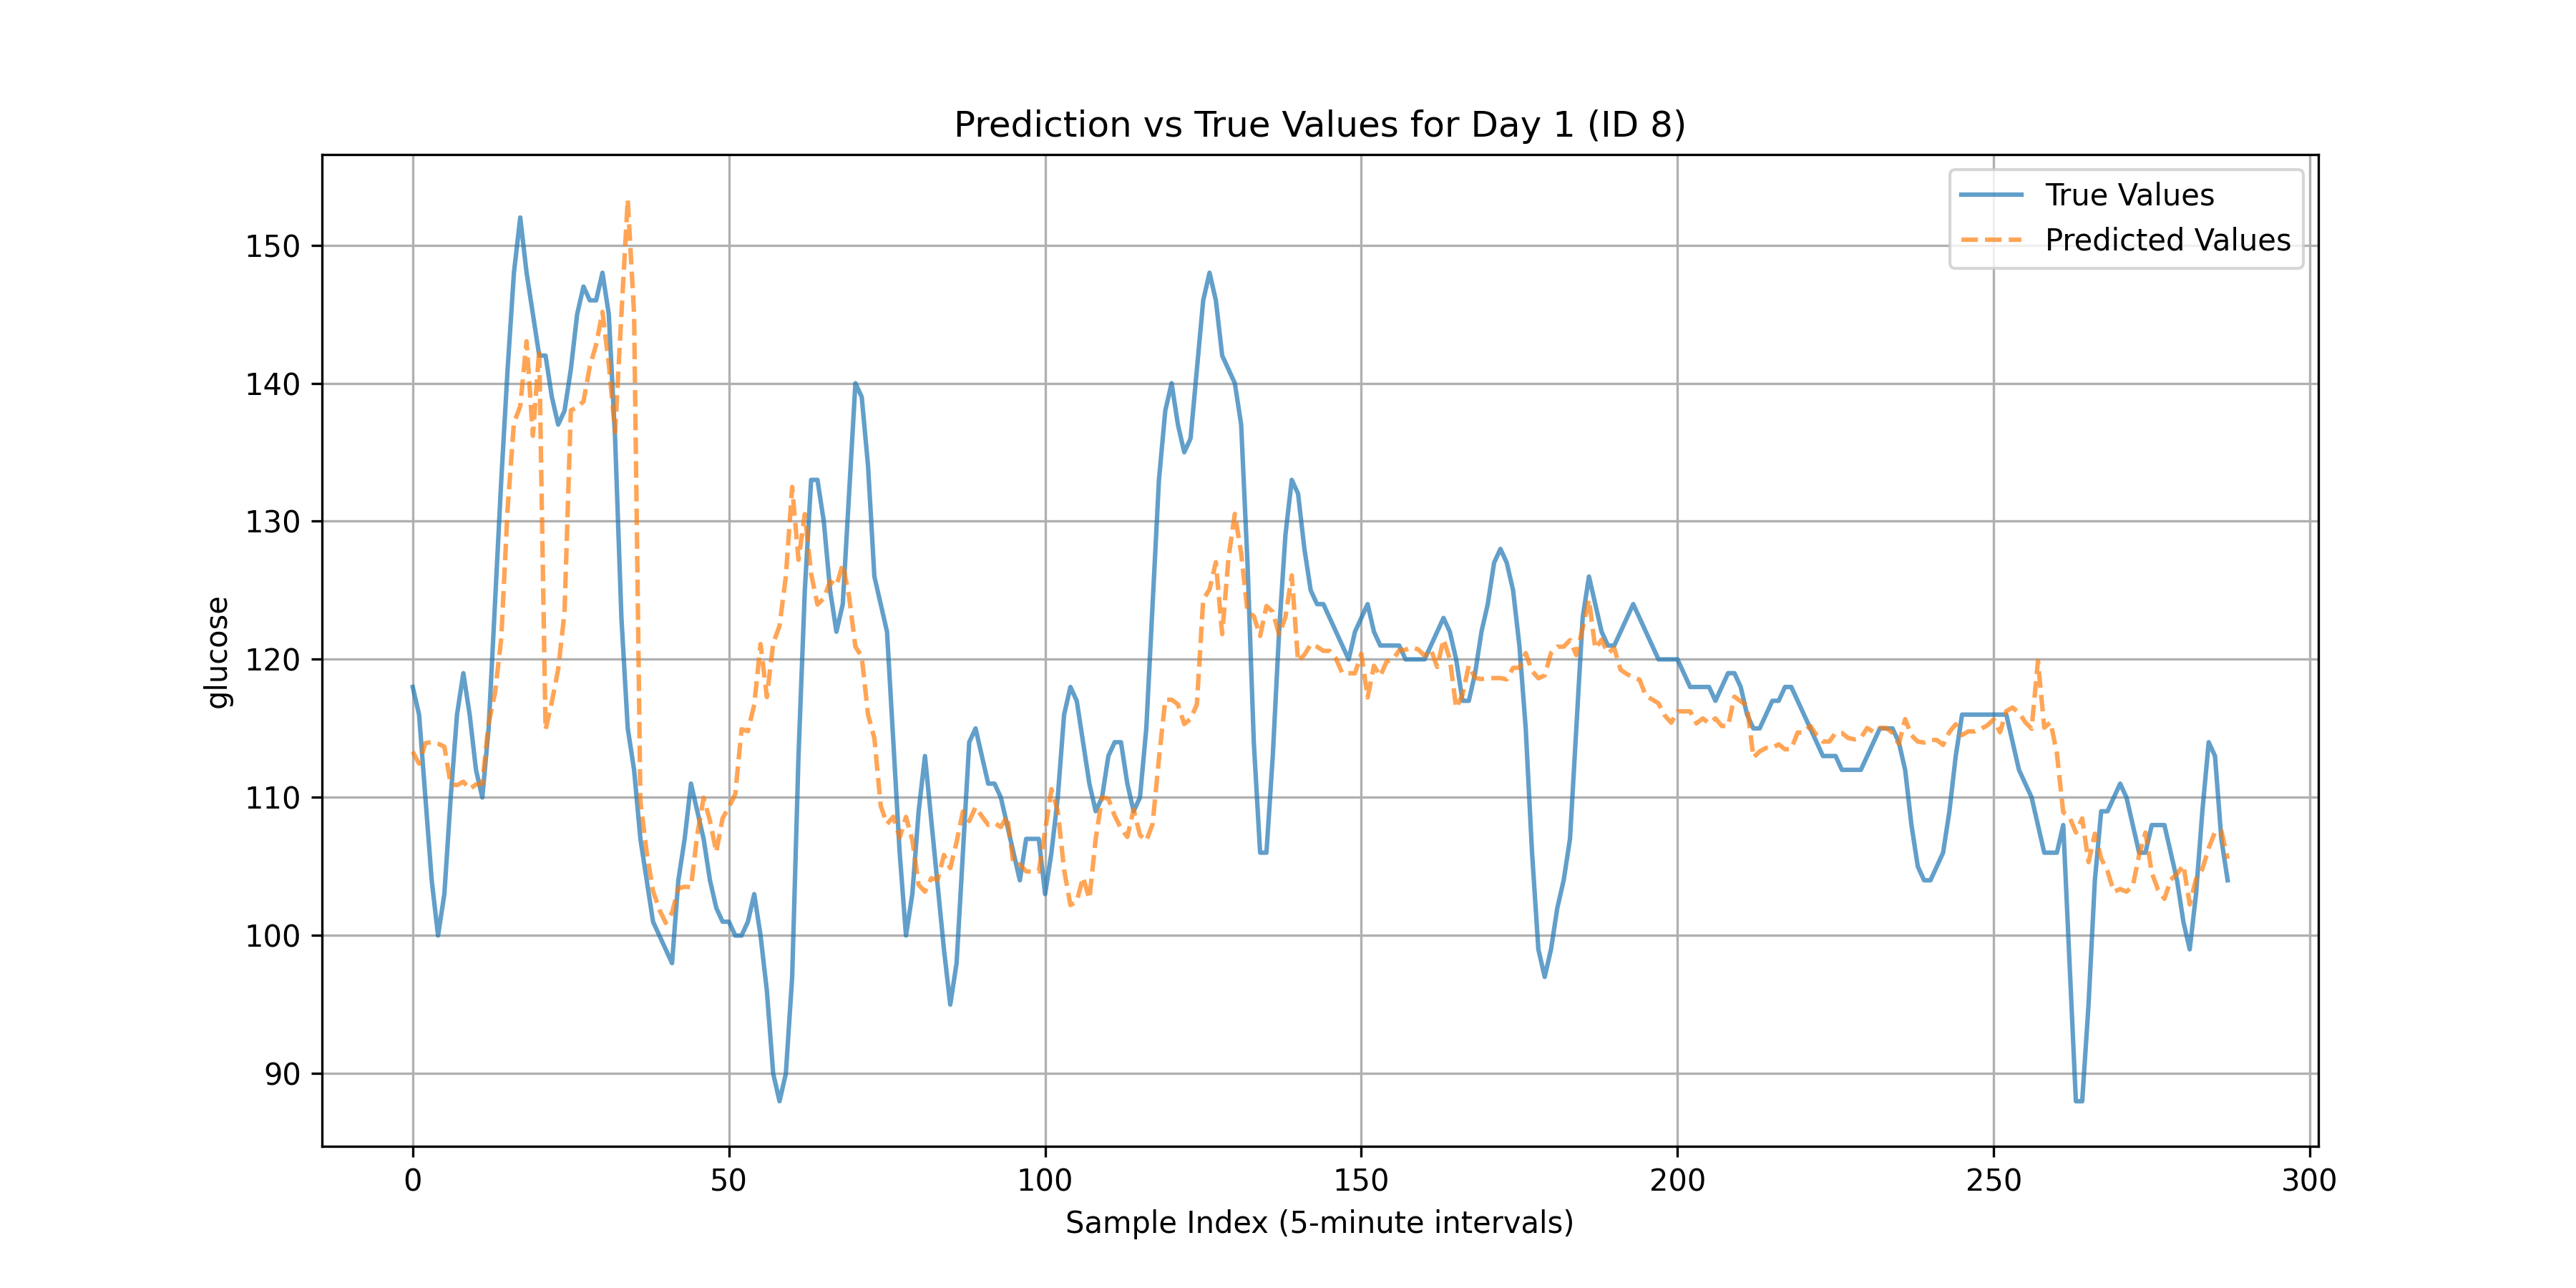 Prediction vs True Values for Day 1 (ID 8)
True Values
Predicted Values
150
140
130
120
110
100
90
glucose
0 50 100 150 200 250 300
Sample Index (5-minute intervals)